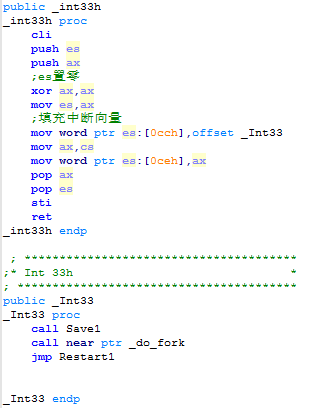 public _int33h
_int33h proc
cli
push es
push ax
;es置零
xor ax,ax
mov es,ax
;填充中断向量
mov word ptr es:[0cch],offset _Int33
mov ax,cs
mov word ptr es:[0ceh],ax
pop ax
pop es
sti
ret
_int33h endp
; **************************************
;* Int 33h *
; **************************************
public _Int33
_Int33 proc
call Save1
call near ptr _do_fork
jmp Restart1
_Int33 endp